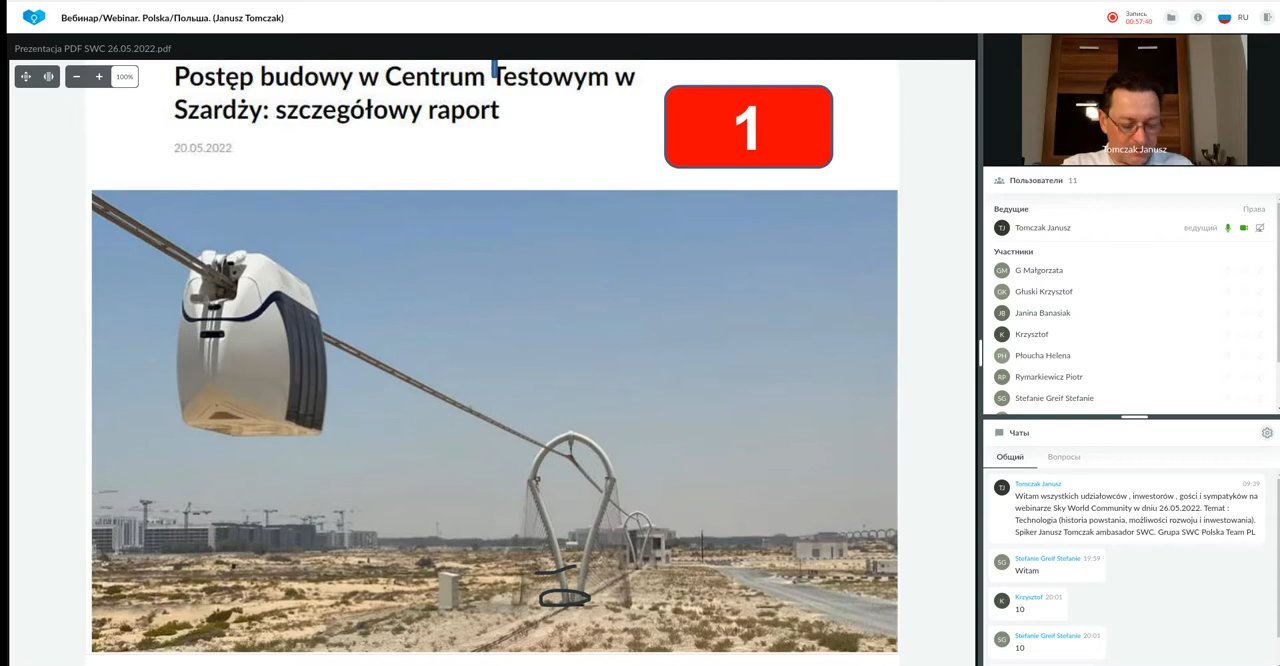 Вебинар/Webinar. Polska/Польша. (Janusz Tomczak)
Запись
00:57:40
RU
Prezentacja PDF SWC 26.05.2022.pdf
100%
Postęp budowy w Centrum Testowym w
Szardży: szczegółowy raport
1
20.05.2022
Tomczak Janusz
Пользователи 11
Ведущие Права
TJ Tomczak Janusz ведущий
Участники
GM G Małgorzata
GK Głuski Krzysztof
JB Janina Banasiak
K Krzysztof
PH Płoucha Helena
RP Rymarkiewicz Piotr
SG Stefanie Greif Stefanie
Чаты
Общий Вопросы
TJ Tomczak Janusz 09:39
Witam wszystkich udziałowców , inwestorów , gości i sympatyków na
webinarze Sky World Community w dniu 26.05.2022. Temat :
Technologia (historia powstania, możliwości rozwoju i inwestowania).
Spiker Janusz Tomczak ambasador SWC. Grupa SWC Polska Team PL
SG Stefanie Greif Stefanie 19:59
Witam
K Krzysztof 20:01
10
SG Stefanie Greif Stefanie 20:01
10